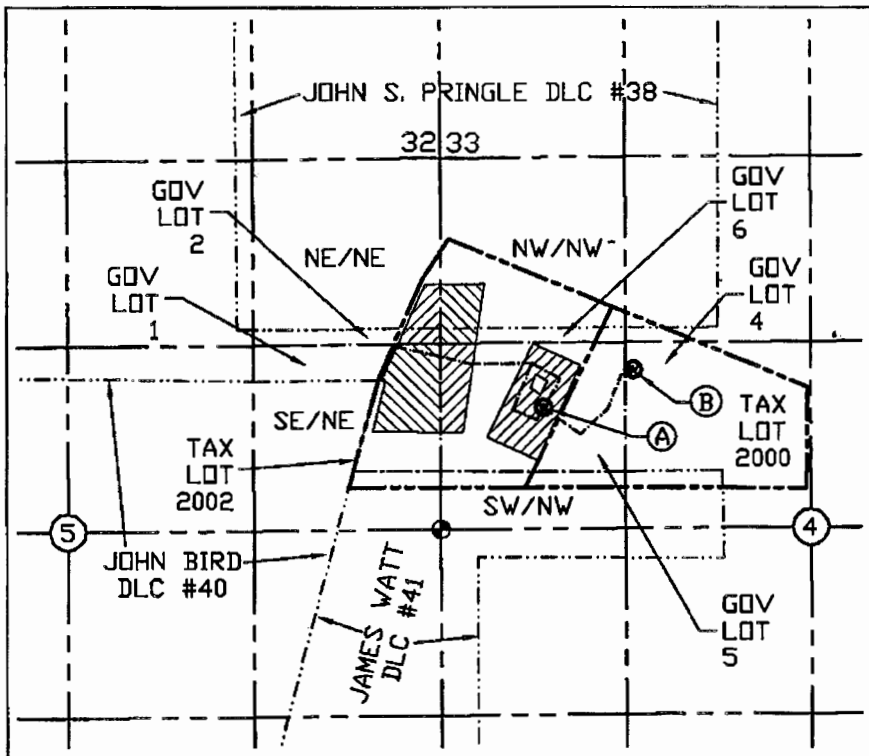 JOHN S. PRINGLE DLC #38
32 33
GOV
LOT
2
GOV
LOT
6
NE/NE
NW/NW
GOV
LOT
1
GOV
LOT
4
SE/NE
B
A
TAX
LOT
2000
TAX
LOT
2002
SW/NW
5
4
JOHN BIRD
DLC #40
JAMES WATT
DLC #41
GOV
LOT
5